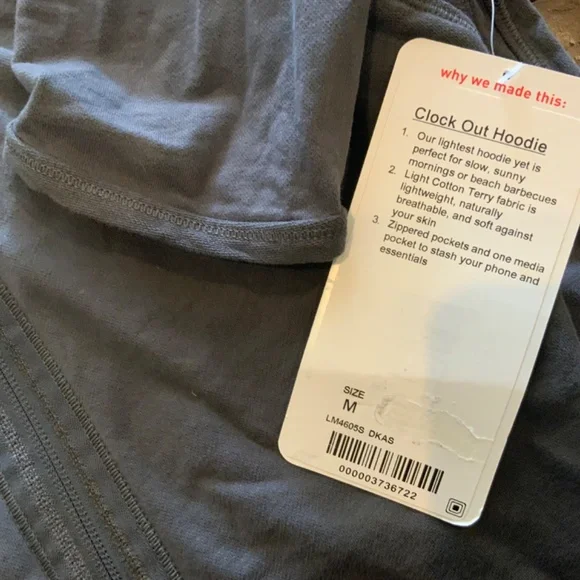 why we made this:
Clock Out Hoodie
1. Our lightest hoodie yet is
perfect for slow, sunny
mornings or beach barbecues
2. Light Cotton Terry fabric is
lightweight, naturally
breathable, and soft against
your skin
3. Zippered pockets and one media
pocket to stash your phone and
essentials
SIZE
M
LM4605S DKAS
000003736722